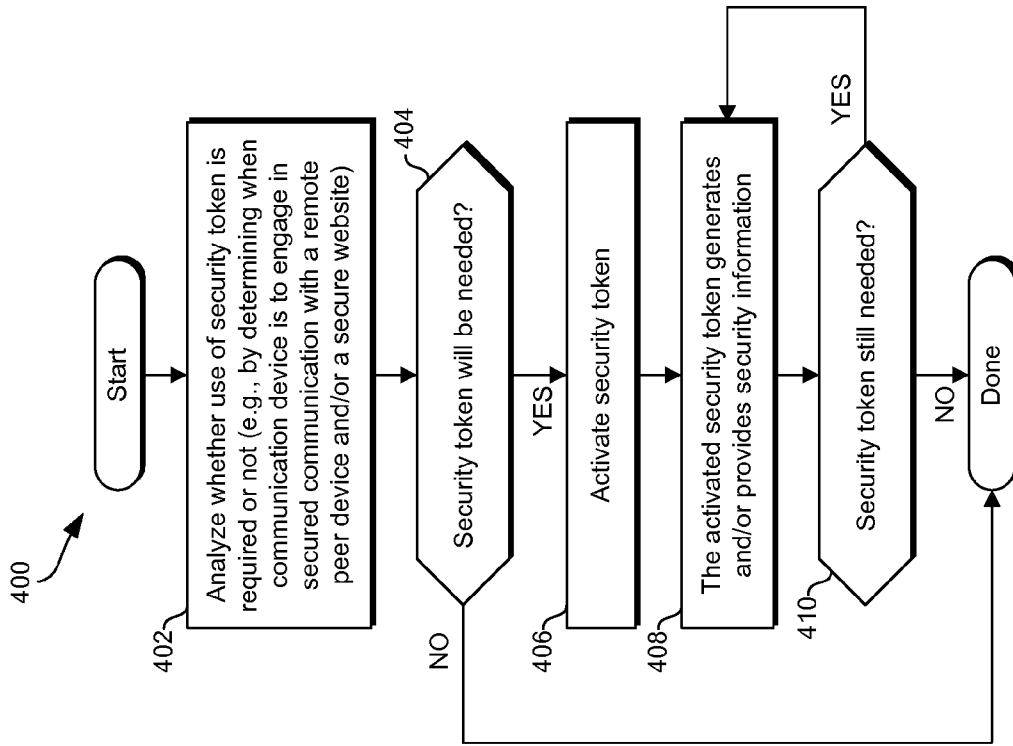 400
Start
402
Analyze whether use of security token is
required or not (e.g., by determining when
communication device is to engage in
secured communication with a remote
peer device and/or a secure website)
404
Security token will be needed?
NO
YES
406
Activate security token
408
The activated security token generates
and/or provides security information
410
Security token still needed?
YES
NO
Done